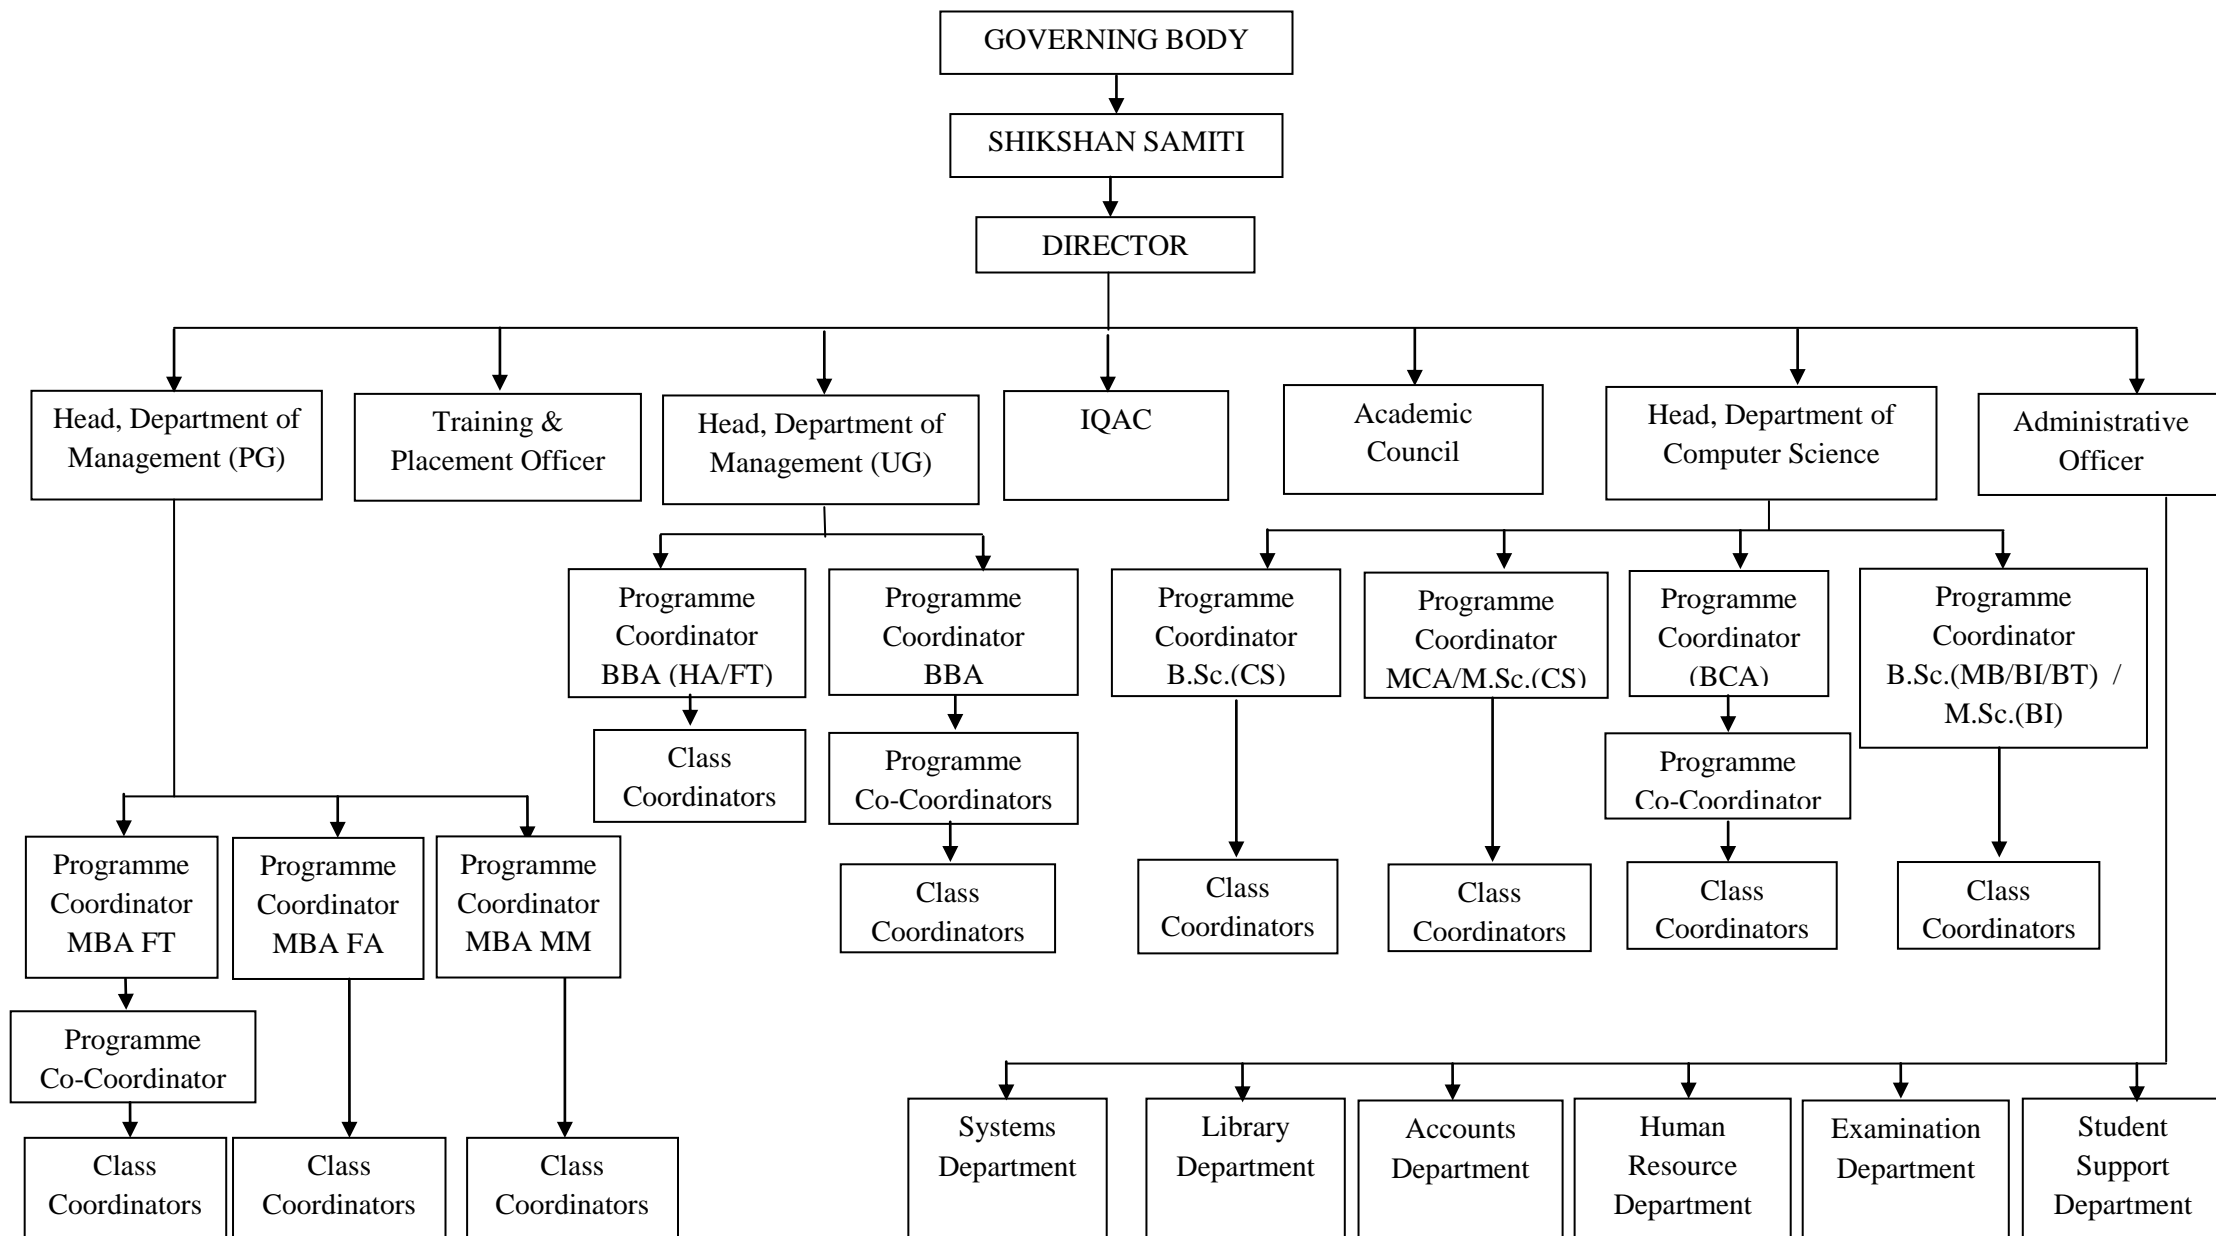 GOVERNING BODY
SHIKSHAN SAMITI
DIRECTOR
Head, Department of
Management (PG)
Training &
Placement Officer
Head, Department of
Management (UG)
IQAC
Academic
Council
Head, Department of
Computer Science
Administrative
Officer
Programme
Coordinator
BBA (HA/FT)
Programme
Coordinator
BBA
Programme
Coordinator
B.Sc.(CS)
Programme
Coordinator
MCA/M.Sc.(CS)
Programme
Coordinator
(BCA)
Programme
Coordinator
B.Sc.(MB/BI/BT) /
M.Sc.(BI)
Class
Coordinators
Programme
Co-Coordinators
Programme
Co-Coordinator
Programme
Coordinator
MBA FT
Programme
Coordinator
MBA FA
Programme
Coordinator
MBA MM
Class
Coordinators
Class
Coordinators
Class
Coordinators
Class
Coordinators
Class
Coordinators
Programme
Co-Coordinator
Class
Coordinators
Class
Coordinators
Class
Coordinators
Systems
Department
Library
Department
Accounts
Department
Human
Resource
Department
Examination
Department
Student
Support
Department